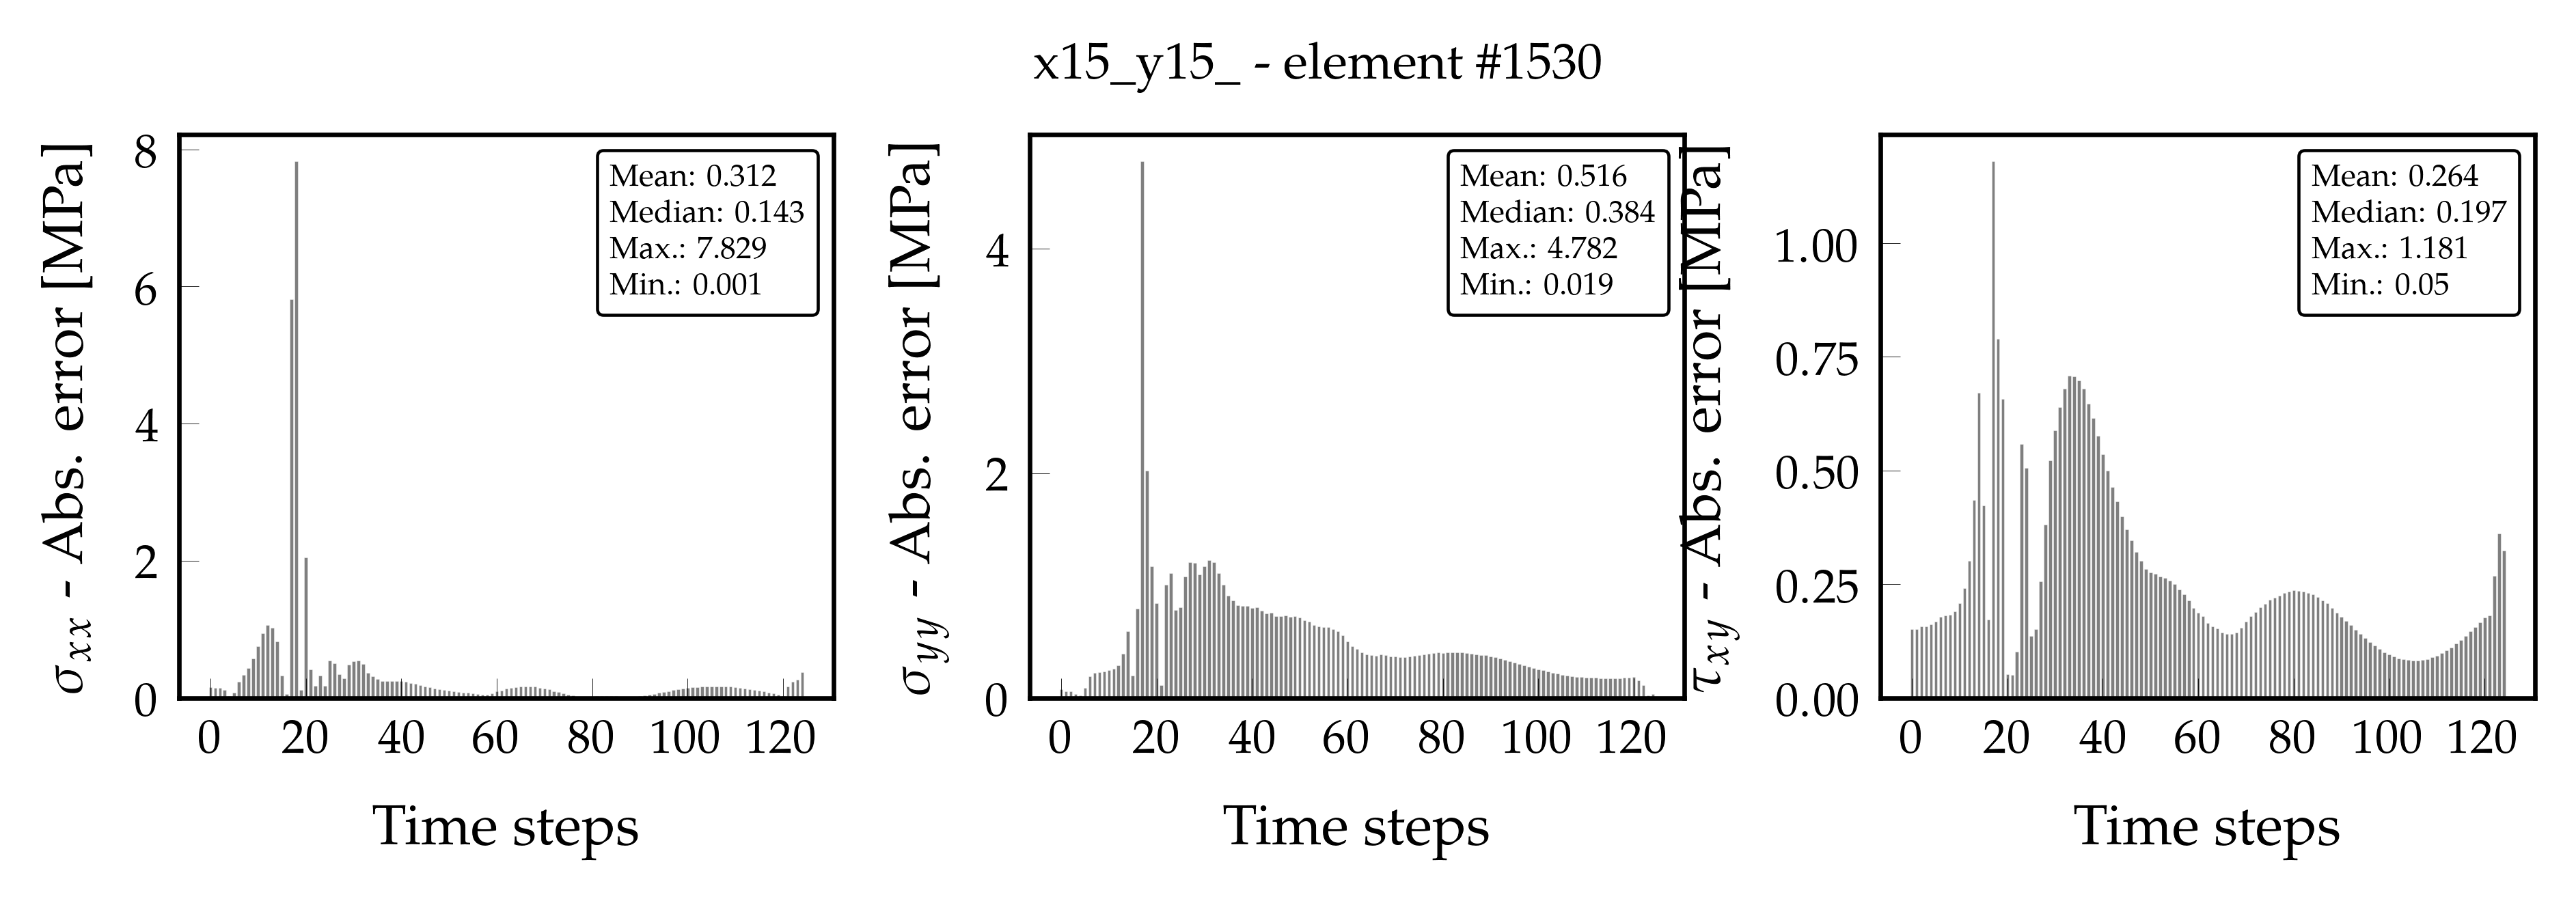 x15_y15_ - element #1530
σxx - Abs. error [MPa]
8
6
4
2
0
0 20 40 60 80 100 120
Time steps
Mean: 0.312
Median: 0.143
Max.: 7.829
Min.: 0.001
σyy - Abs. error [MPa]
4
2
0
0 20 40 60 80 100 120
Time steps
Mean: 0.516
Median: 0.384
Max.: 4.782
Min.: 0.019
τxy - Abs. error [MPa]
1.00
0.75
0.50
0.25
0.00
0 20 40 60 80 100 120
Time steps
Mean: 0.264
Median: 0.197
Max.: 1.181
Min.: 0.05